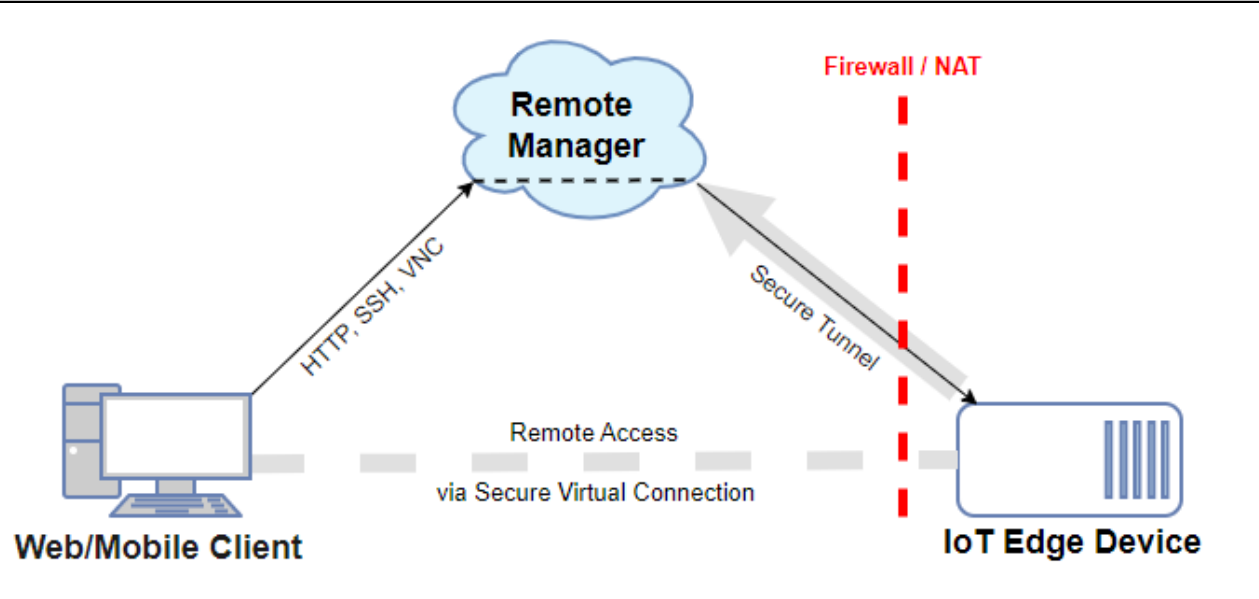 Firewall / NAT
Remote
Manager
HTTP, SSH, VNC
Secure Tunnel
Remote Access
via Secure Virtual Connection
Web/Mobile Client
IoT Edge Device